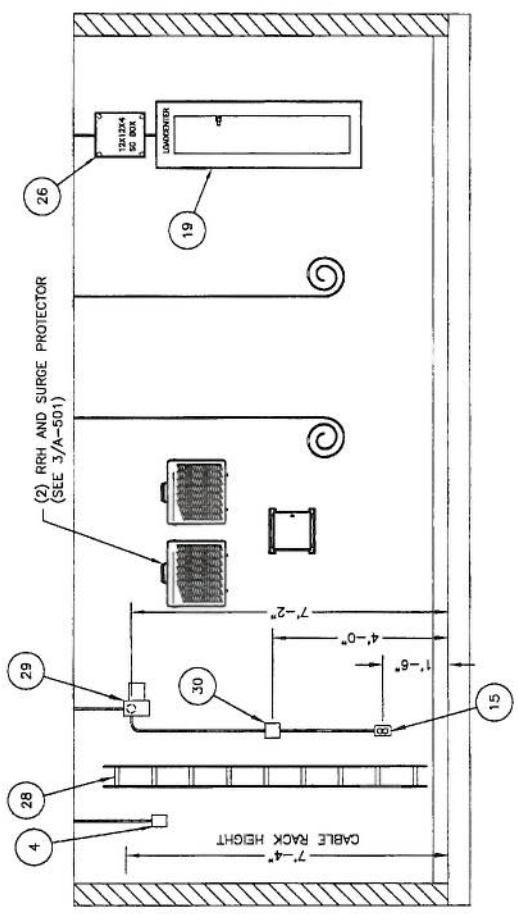 (2) RRH AND SURGE PROTECTOR
(SEE 3/A-501)
26
12X12X4
SC BOX
LOADCENTER
19
29
7'-2"
30
4'-0"
1'-6"
15
28
4
CABLE RACK HEIGHT
7'-4"